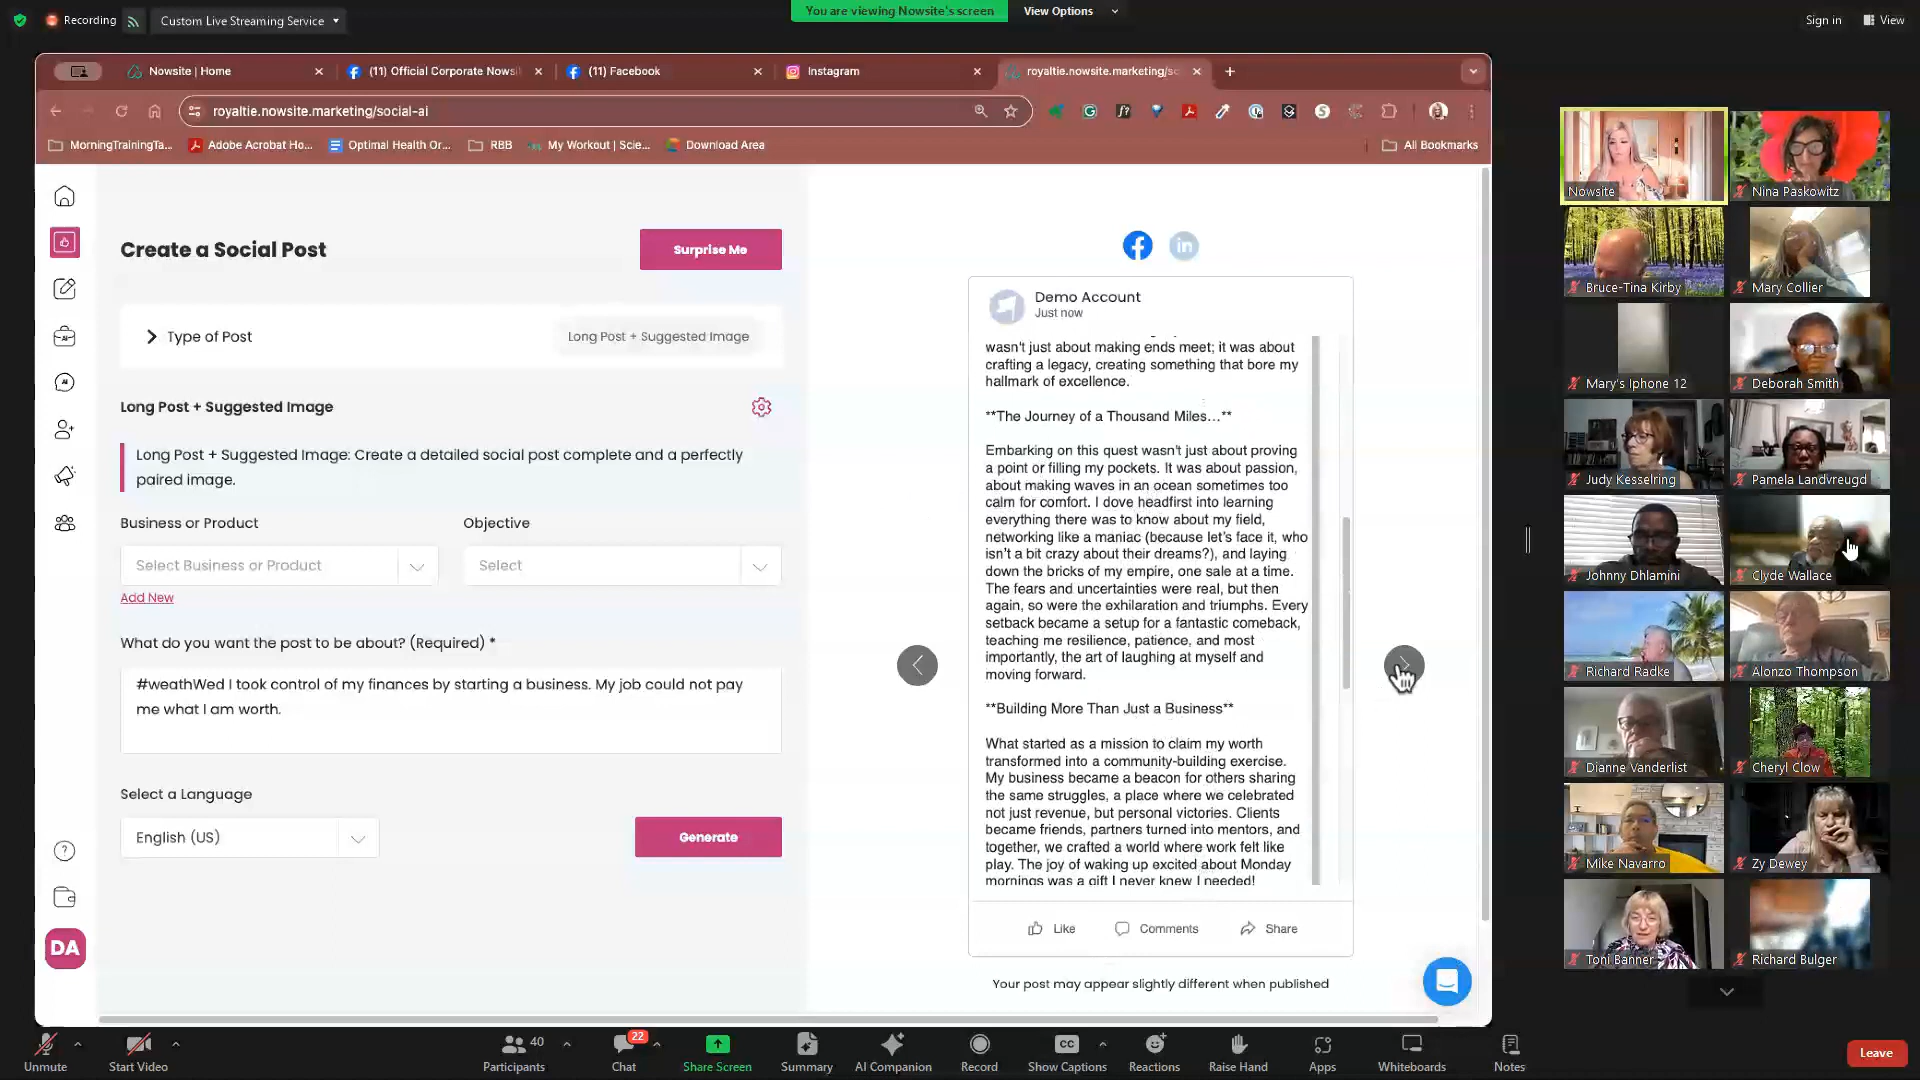 Recording
Custom Live Streaming Service
You are viewing Nowsite's screen
View Options
Sign in
View
Nowsite | Home
(11) Official Corporate Nowsi
(11) Facebook
Instagram
royaltie.nowsite.marketing/so
royaltie.nowsite.marketing/social-ai
MorningTrainingTa...
Adobe Acrobat Ho...
Optimal Health Or...
RBB
My Workout | Scie...
Download Area
All Bookmarks
Create a Social Post
Surprise Me
Type of Post
Long Post + Suggested Image
Long Post + Suggested Image
Long Post + Suggested Image: Create a detailed social post complete and a perfectly
paired image.
Business or Product
Objective
Select Business or Product
Select
Add New
What do you want the post to be about? (Required) *
#weathWed I took control of my finances by starting a business. My job could not pay
me what I am worth.
Select a Language
English (US)
Generate
DA
Demo Account
Just now
wasn't just about making ends meet; it was about
crafting a legacy, creating something that bore my
hallmark of excellence.
**The Journey of a Thousand Miles...**
Embarking on this quest wasn't just about proving
a point or filling my pockets. It was about passion,
about making waves in an ocean sometimes too
calm for comfort. I dove headfirst into learning
everything there was to know about my field,
networking like a maniac (because let's face it, who
isn't a bit crazy about their dreams?), and laying
down the bricks of my empire, one sale at a time.
The fears and uncertainties were real, but then
again, so were the exhilaration and triumphs. Every
setback became a setup for a fantastic comeback,
teaching me resilience, patience, and most
importantly, the art of laughing at myself and
moving forward.
**Building More Than Just a Business**
What started as a mission to claim my worth
transformed into a community-building exercise.
My business became a beacon for others sharing
the same struggles, a place where we celebrated
not just revenue, but personal victories. Clients
became friends, partners turned into mentors, and
together, we crafted a world where work felt like
play. The joy of waking up excited about Monday
mornings was a gift I never knew I needed!
Like
Comments
Share
Your post may appear slightly different when published
Nowsite
Nina Paskowitz
Bruce-Tina Kirby
Mary Collier
Mary's Iphone 12
Deborah Smith
Judy Kesselring
Pamela Landvreugd
Johnny Dhlamini
Clyde Wallace
Richard Radke
Alonzo Thompson
Dianne Vanderlist
Cheryl Clow
Mike Navarro
Zy Dewey
Toni Banner
Richard Bulger
Unmute
Start Video
Participants
40
Chat
22
Share Screen
Summary
AI Companion
Record
Show Captions
Reactions
Raise Hand
Apps
Whiteboards
Notes
Leave